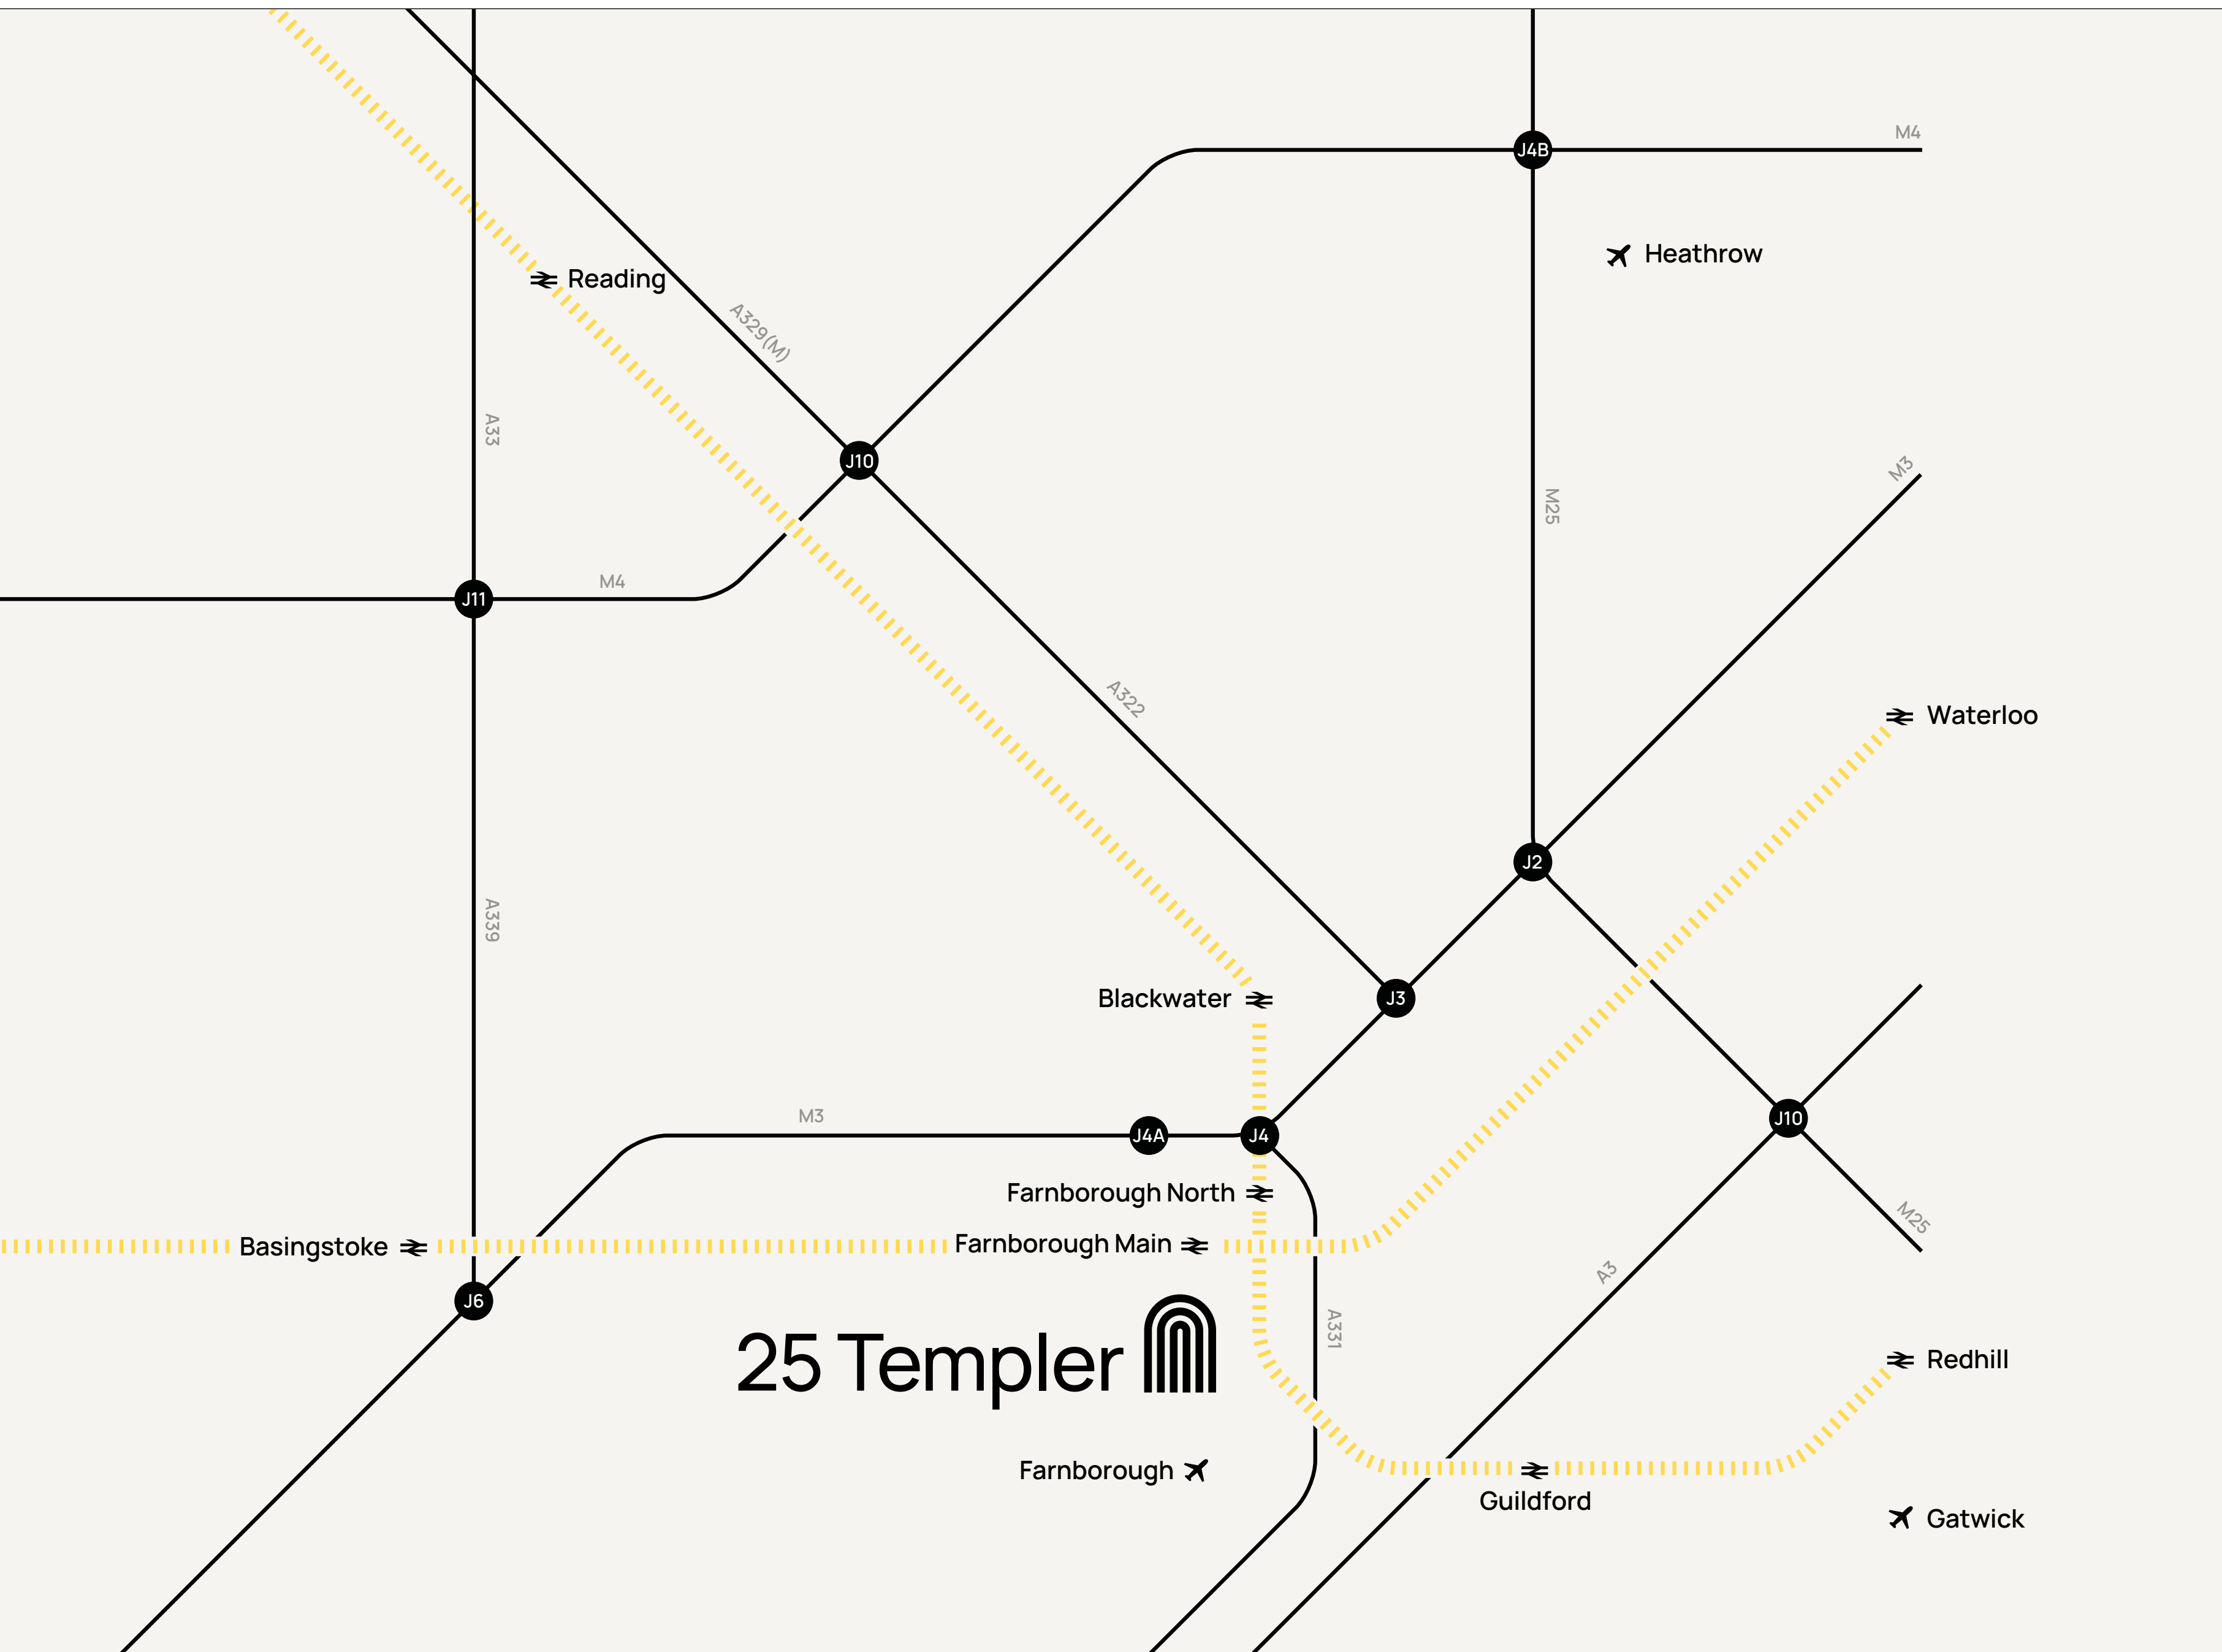 M4
J4B
Heathrow
Reading
A329(M)
A33
J10
M3
M25
M4
J11
A322
Waterloo
J2
A339
Blackwater
J3
M3
J4A
J4
J10
Farnborough North
M25
Basingstoke
Farnborough Main
A3
J6
A331
25 Templer
Redhill
Farnborough
Guildford
Gatwick